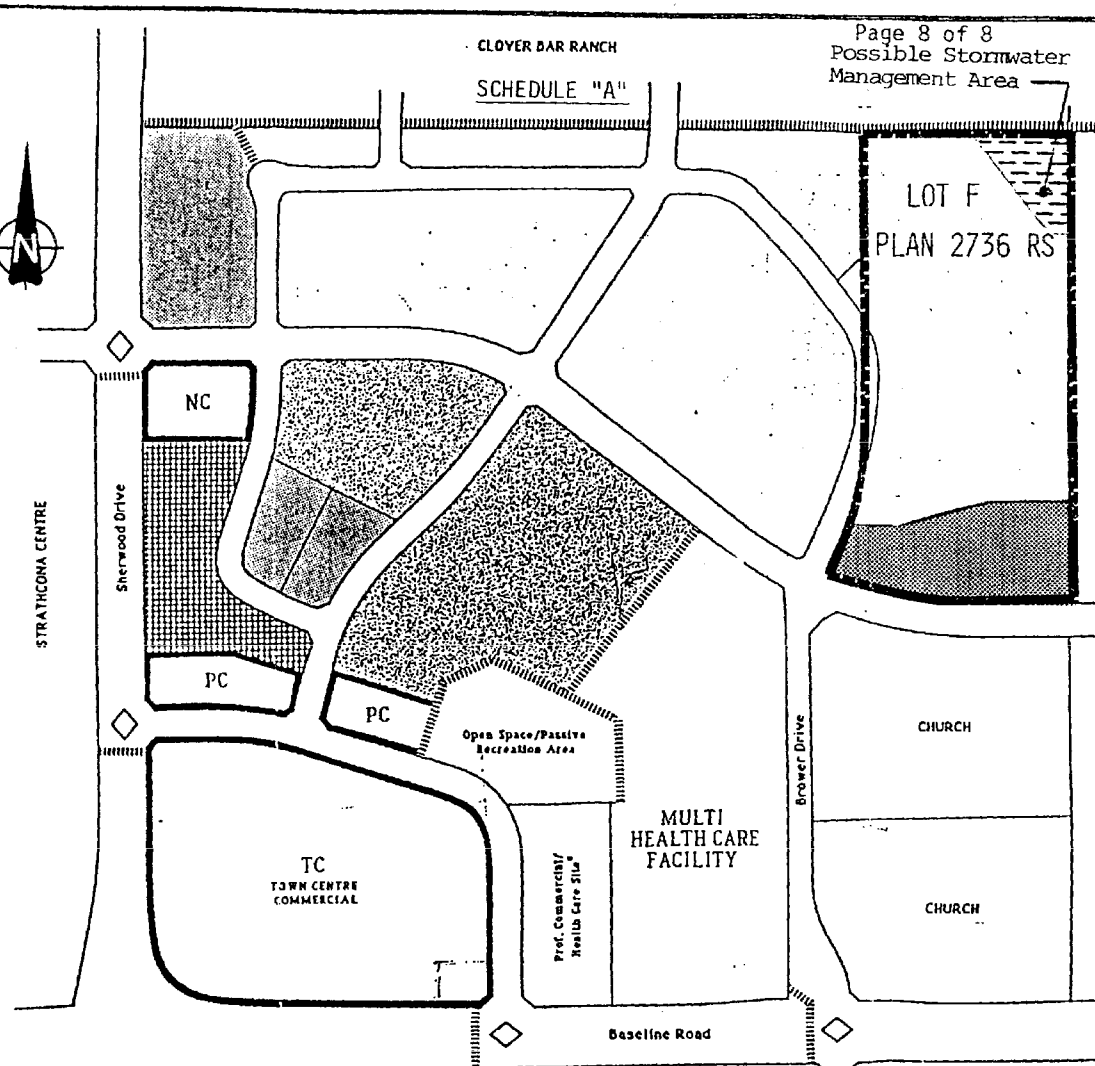 Page 8 of 8
CLOVER BAR RANCH
Possible Stormwater
SCHEDULE "A"
Management Area
LOT F
PLAN 2736 RS
N
NC
STRATHCONA CENTRE
Sherwood Drive
PC
PC
Open Space/Passive
Recreation Area
CHURCH
Brower Drive
MULTI
HEALTH CARE
FACILITY
TC
TOWN CENTRE
COMMERCIAL
Prof. Commercial/
Health Care Site*
CHURCH
Baseline Road